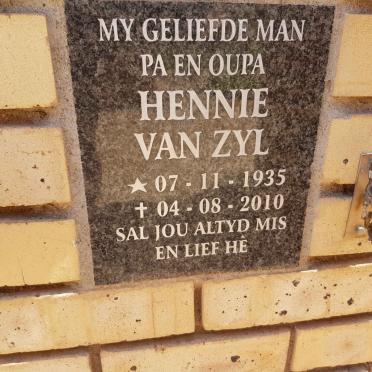 MY GELIEFDE MAN
PA EN OUPA
HENNIE
VAN ZYL
★ 07 - 11 - 1935
✝ 04 - 08 - 2010
SAL JOU ALTYD MIS
EN LIEF HÊ